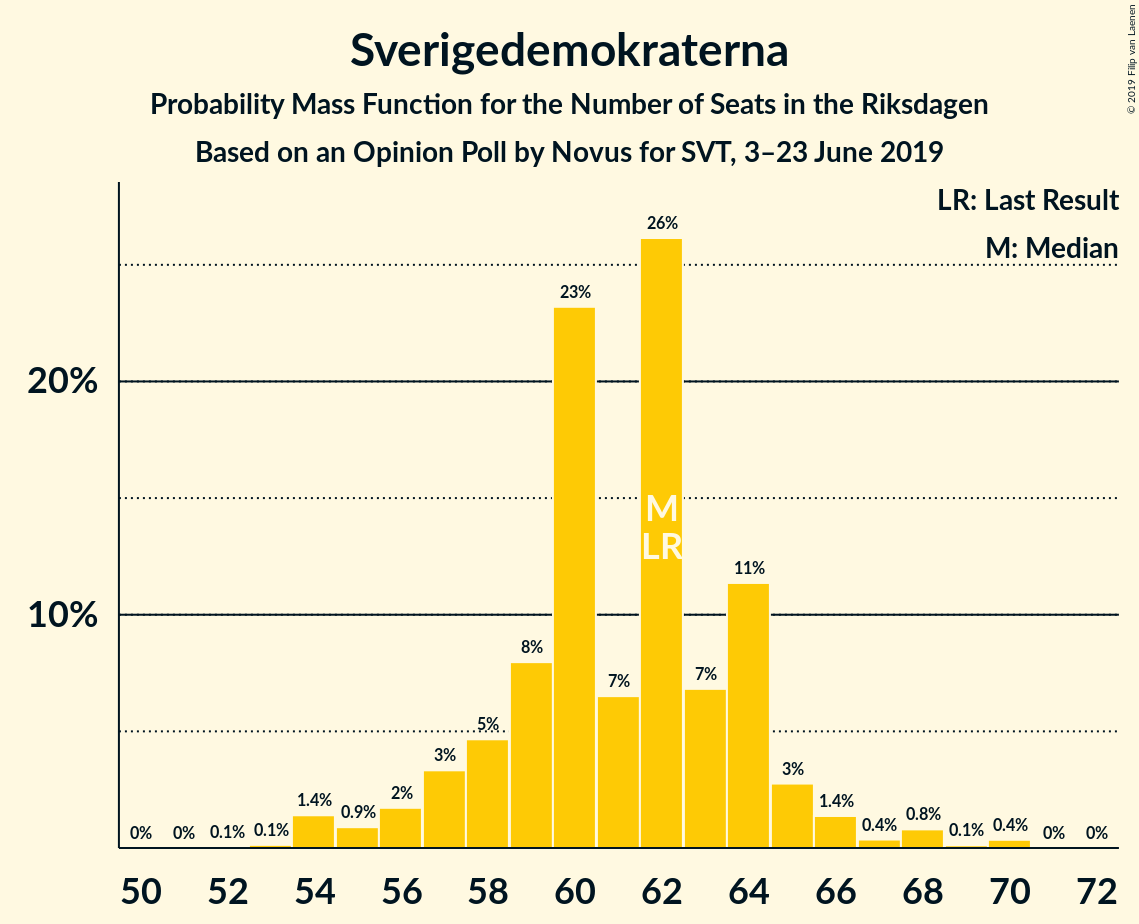 Sverigedemokraterna
Probability Mass Function for the Number of Seats in the Riksdagen
Based on an Opinion Poll by Novus for SVT, 3–23 June 2019
© 2019 Filip van Laenen
LR: Last Result
M: Median
20%
10%
0%
0%
0.1%
0.1%
1.4%
0.9%
2%
3%
5%
8%
23%
7%
26%
7%
11%
3%
1.4%
0.4%
0.8%
0.1%
0.4%
0%
0%
M
LR
50 52 54 56 58 60 62 64 66 68 70 72